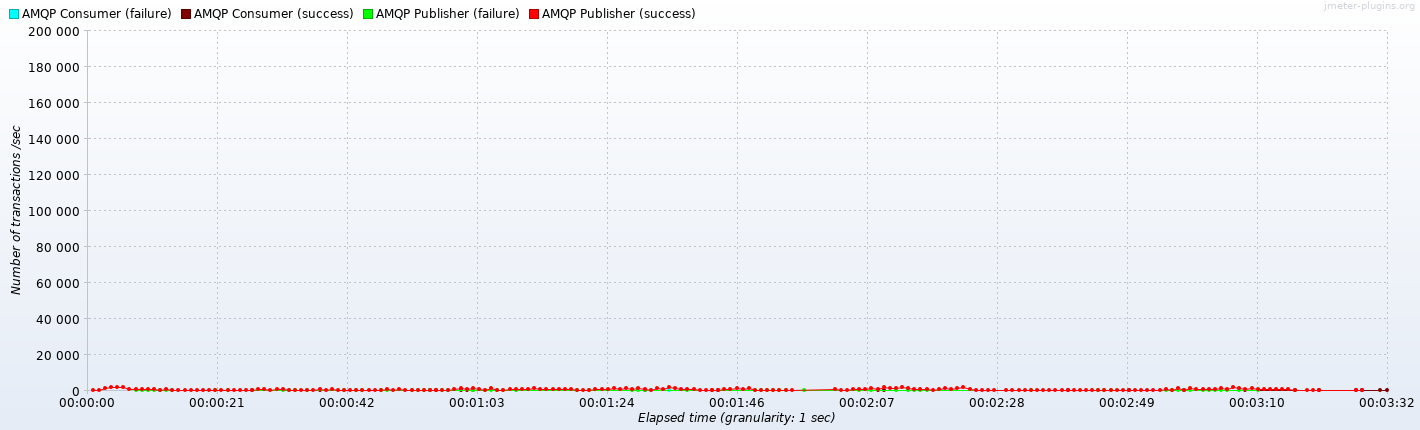 AMQP Consumer (failure) AMQP Consumer (success) AMQP Publisher (failure) AMQP Publisher (success)
jmeter-plugins.org
200 000
180 000
160 000
140 000
120 000
100 000
80 000
60 000
40 000
20 000
0
Number of transactions /sec
00:00:00 00:00:21 00:00:42 00:01:03 00:01:24 00:01:46 00:02:07 00:02:28 00:02:49 00:03:10 00:03:32
Elapsed time (granularity: 1 sec)